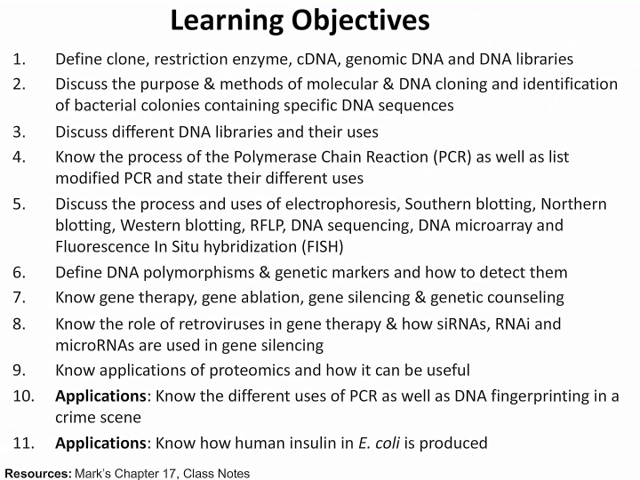 Learning Objectives
1. Define clone, restriction enzyme, cDNA, genomic DNA and DNA libraries
2. Discuss the purpose & methods of molecular & DNA cloning and identification
of bacterial colonies containing specific DNA sequences
3. Discuss different DNA libraries and their uses
4. Know the process of the Polymerase Chain Reaction (PCR) as well as list
modified PCR and state their different uses
5. Discuss the process and uses of electrophoresis, Southern blotting, Northern
blotting, Western blotting, RFLP, DNA sequencing, DNA microarray and
Fluorescence In Situ hybridization (FISH)
6. Define DNA polymorphisms & genetic markers and how to detect them
7. Know gene therapy, gene ablation, gene silencing & genetic counseling
8. Know the role of retroviruses in gene therapy & how siRNAs, RNAi and
microRNAs are used in gene silencing
9. Know applications of proteomics and how it can be useful
10. Applications: Know the different uses of PCR as well as DNA fingerprinting in a
crime scene
11. Applications: Know how human insulin in E. coli is produced
Resources: Mark's Chapter 17, Class Notes